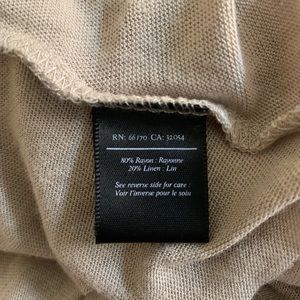 RN: 66170 CA: 32054
80% Rayon : Rayonne
20% Linen : Lin
See reverse side for care :
Voir l'inverse pour le soin